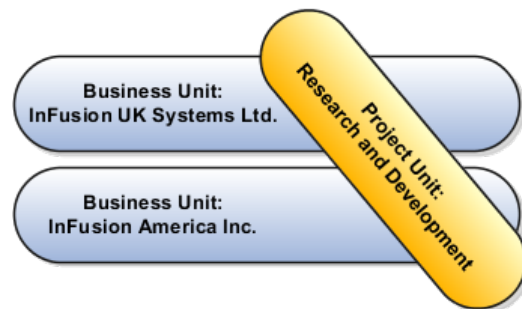 Business Unit:
InFusion UK Systems Ltd.
Project Unit:
Research and Development
Business Unit:
InFusion America Inc.